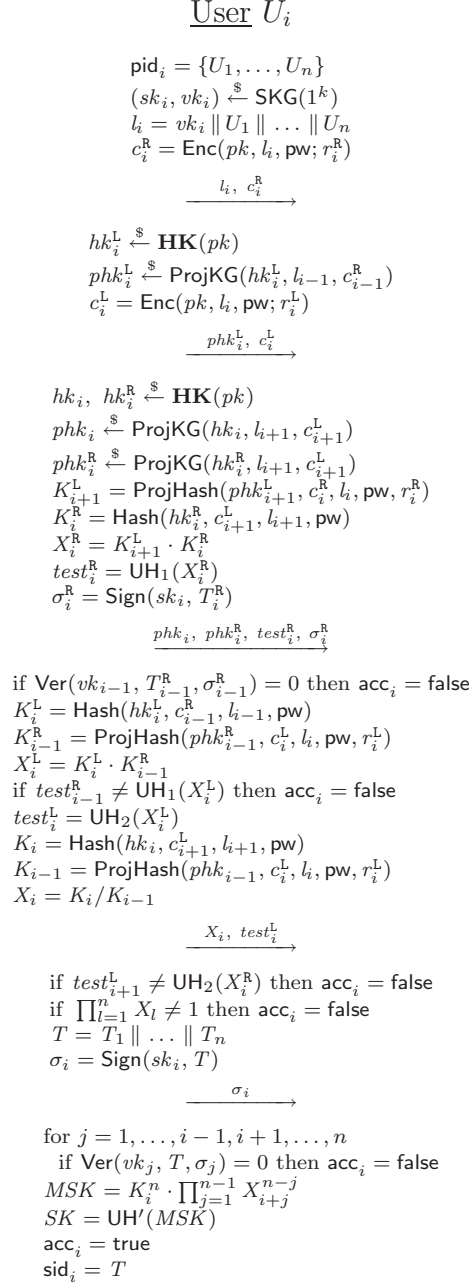 User U_i
pid_i = {U_1, . . . , U_n}
(sk_i, vk_i) ←$ SKG(1^k)
l_i = vk_i ∥ U_1 ∥ . . . ∥ U_n
c_i^R = Enc(pk, l_i, pw; r_i^R)
l_i, c_i^R
hk_i^L ←$ HK(pk)
phk_i^L ←$ ProjKG(hk_i^L, l_{i−1}, c_{i−1}^R)
c_i^L = Enc(pk, l_i, pw; r_i^L)
phk_i^L, c_i^L
hk_i, hk_i^R ←$ HK(pk)
phk_i ←$ ProjKG(hk_i, l_{i+1}, c_{i+1}^L)
phk_i^R ←$ ProjKG(hk_i^R, l_{i+1}, c_{i+1}^L)
K_{i+1}^L = ProjHash(phk_{i+1}^L, c_i^R, l_i, pw, r_i^R)
K_i^R = Hash(hk_i^R, c_{i+1}^L, l_{i+1}, pw)
X_i^R = K_{i+1}^L · K_i^R
test_i^R = UH_1(X_i^R)
σ_i^R = Sign(sk_i, T_i^R)
phk_i, phk_i^R, test_i^R, σ_i^R
if Ver(vk_{i−1}, T_{i−1}^R, σ_{i−1}^R) = 0 then acc_i = false
K_i^L = Hash(hk_i^L, c_{i−1}^R, l_{i−1}, pw)
K_{i−1}^R = ProjHash(phk_{i−1}^R, c_i^L, l_i, pw, r_i^L)
X_i^L = K_i^L · K_{i−1}^R
if test_{i−1}^R ≠ UH_1(X_i^L) then acc_i = false
test_i^L = UH_2(X_i^L)
K_i = Hash(hk_i, c_{i+1}^L, l_{i+1}, pw)
K_{i−1} = ProjHash(phk_{i−1}, c_i^L, l_i, pw, r_i^L)
X_i = K_i/K_{i−1}
X_i, test_i^L
if test_{i+1}^L ≠ UH_2(X_i^R) then acc_i = false
if ∏_{l=1}^n X_l ≠ 1 then acc_i = false
T = T_1 ∥ . . . ∥ T_n
σ_i = Sign(sk_i, T)
σ_i
for j = 1, . . . , i − 1, i + 1, . . . , n
if Ver(vk_j, T, σ_j) = 0 then acc_i = false
MSK = K_i^n · ∏_{j=1}^{n−1} X_{i+j}^{n−j}
SK = UH′(MSK)
acc_i = true
sid_i = T